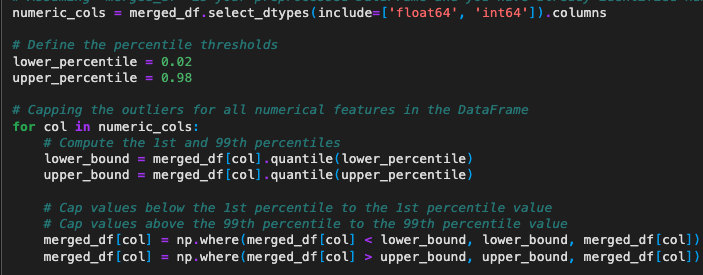 numeric_cols = merged_df.select_dtypes(include=['float64', 'int64']).columns
# Define the percentile thresholds
lower_percentile = 0.02
upper_percentile = 0.98
# Capping the outliers for all numerical features in the DataFrame
for col in numeric_cols:
    # Compute the 1st and 99th percentiles
    lower_bound = merged_df[col].quantile(lower_percentile)
    upper_bound = merged_df[col].quantile(upper_percentile)
    # Cap values below the 1st percentile to the 1st percentile value
    # Cap values above the 99th percentile to the 99th percentile value
    merged_df[col] = np.where(merged_df[col] < lower_bound, lower_bound, merged_df[col])
    merged_df[col] = np.where(merged_df[col] > upper_bound, upper_bound, merged_df[col])